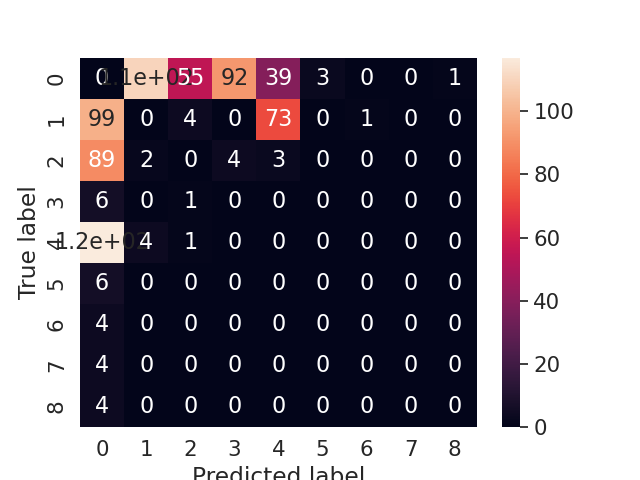 0 0 1.1e+02 55 92 39 3 0 0 1
1 99 0 4 0 73 0 1 0 0
2 89 2 0 4 3 0 0 0 0
3 6 0 1 0 0 0 0 0 0
4 1.2e+02 4 1 0 0 0 0 0 0
5 6 0 0 0 0 0 0 0 0
6 4 0 0 0 0 0 0 0 0
7 4 0 0 0 0 0 0 0 0
8 4 0 0 0 0 0 0 0 0
0 1 2 3 4 5 6 7 8
True label
Predicted label
100
80
60
40
20
0